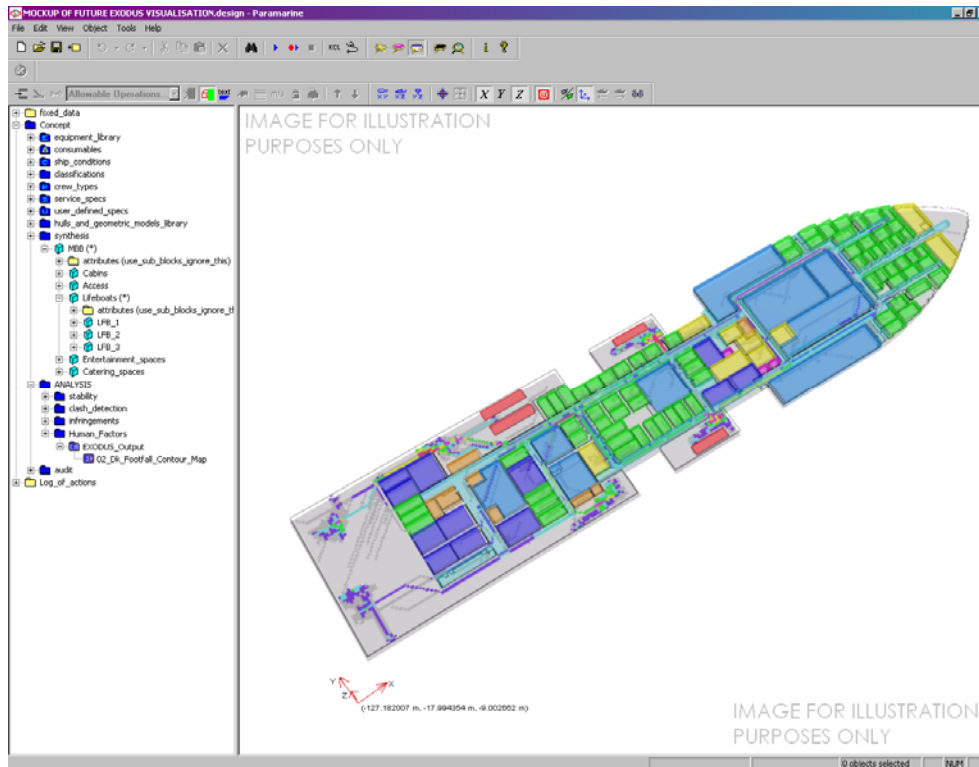 MOCKUP OF FUTURE EXODUS VISUALISATION.design - Paramarine
File Edit View Object Tools Help
KCL
Allowable Operations...
X Y Z
IMAGE FOR ILLUSTRATION
PURPOSES ONLY
fixed_data
Concept
equipment_library
consumables
ship_conditions
classifications
crew_types
service_specs
user_defined_specs
hulls_and_geometric_models_library
synthesis
MBB (*)
attributes (use_sub_blocks_ignore_this)
Cabins
Access
Lifeboats (*)
attributes (use_sub_blocks_ignore_th
LFB_1
LFB_2
LFB_3
Entertainment_spaces
Catering_spaces
ANALYSIS
stability
clash_detection
infringements
Human_Factors
EXODUS_Output
02_Dk_Footfall_Contour_Map
audit
Log_of_actions
Y
Z
X
(-127.182007 m, -17.994354 m, -9.002662 m)
IMAGE FOR ILLUSTRATION
PURPOSES ONLY
0 objects selected
NUM